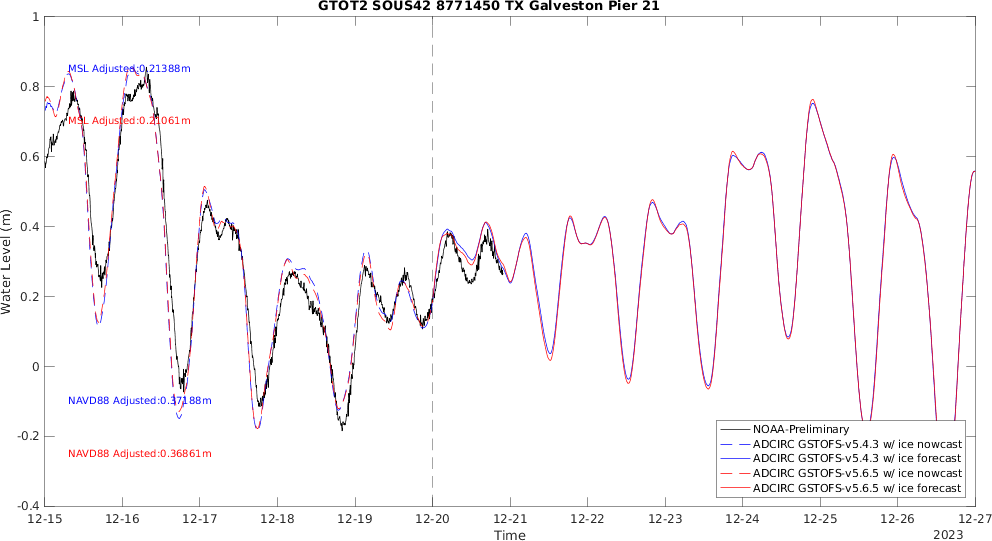 GTOT2 SOUS42 8771450 TX Galveston Pier 21
1
0.8
0.6
0.4
0.2
0
-0.2
-0.4
Water Level (m)
MSL Adjusted:0.21388m
MSL Adjusted:0.21061m
NAVD88 Adjusted:0.37188m
NAVD88 Adjusted:0.36861m
NOAA-Preliminary
ADCIRC GSTOFS-v5.4.3 w/ ice nowcast
ADCIRC GSTOFS-v5.4.3 w/ ice forecast
ADCIRC GSTOFS-v5.6.5 w/ ice nowcast
ADCIRC GSTOFS-v5.6.5 w/ ice forecast
12-15 12-16 12-17 12-18 12-19 12-20 12-21 12-22 12-23 12-24 12-25 12-26 12-27
Time
2023